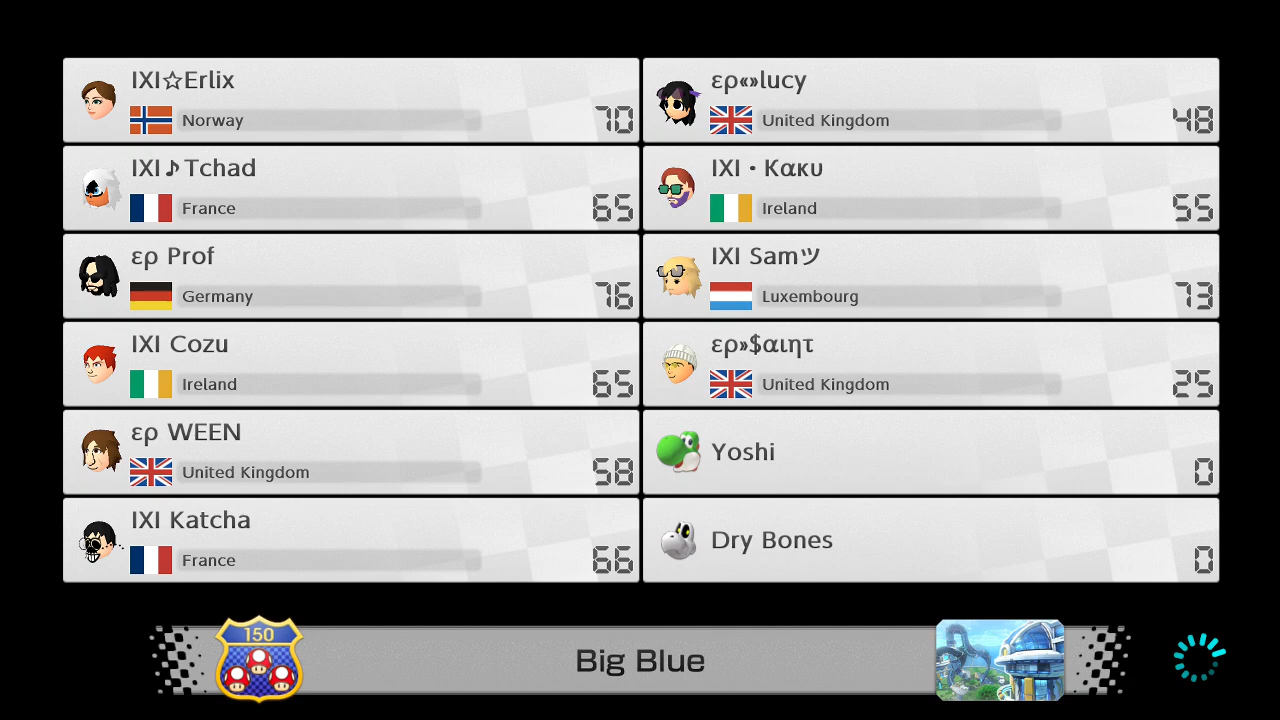 IXI☆Erlix
Norway
70
IXI♪Tchad
France
65
ερ Prof
Germany
76
IXI Cozu
Ireland
65
ερ WEEN
United Kingdom
58
IXI Katcha
France
66
ερ«»lucy
United Kingdom
48
IXI・Kακυ
Ireland
55
IXI Samツ
Luxembourg
73
ερ»$αιητ
United Kingdom
25
Yoshi
0
Dry Bones
0
150
Big Blue